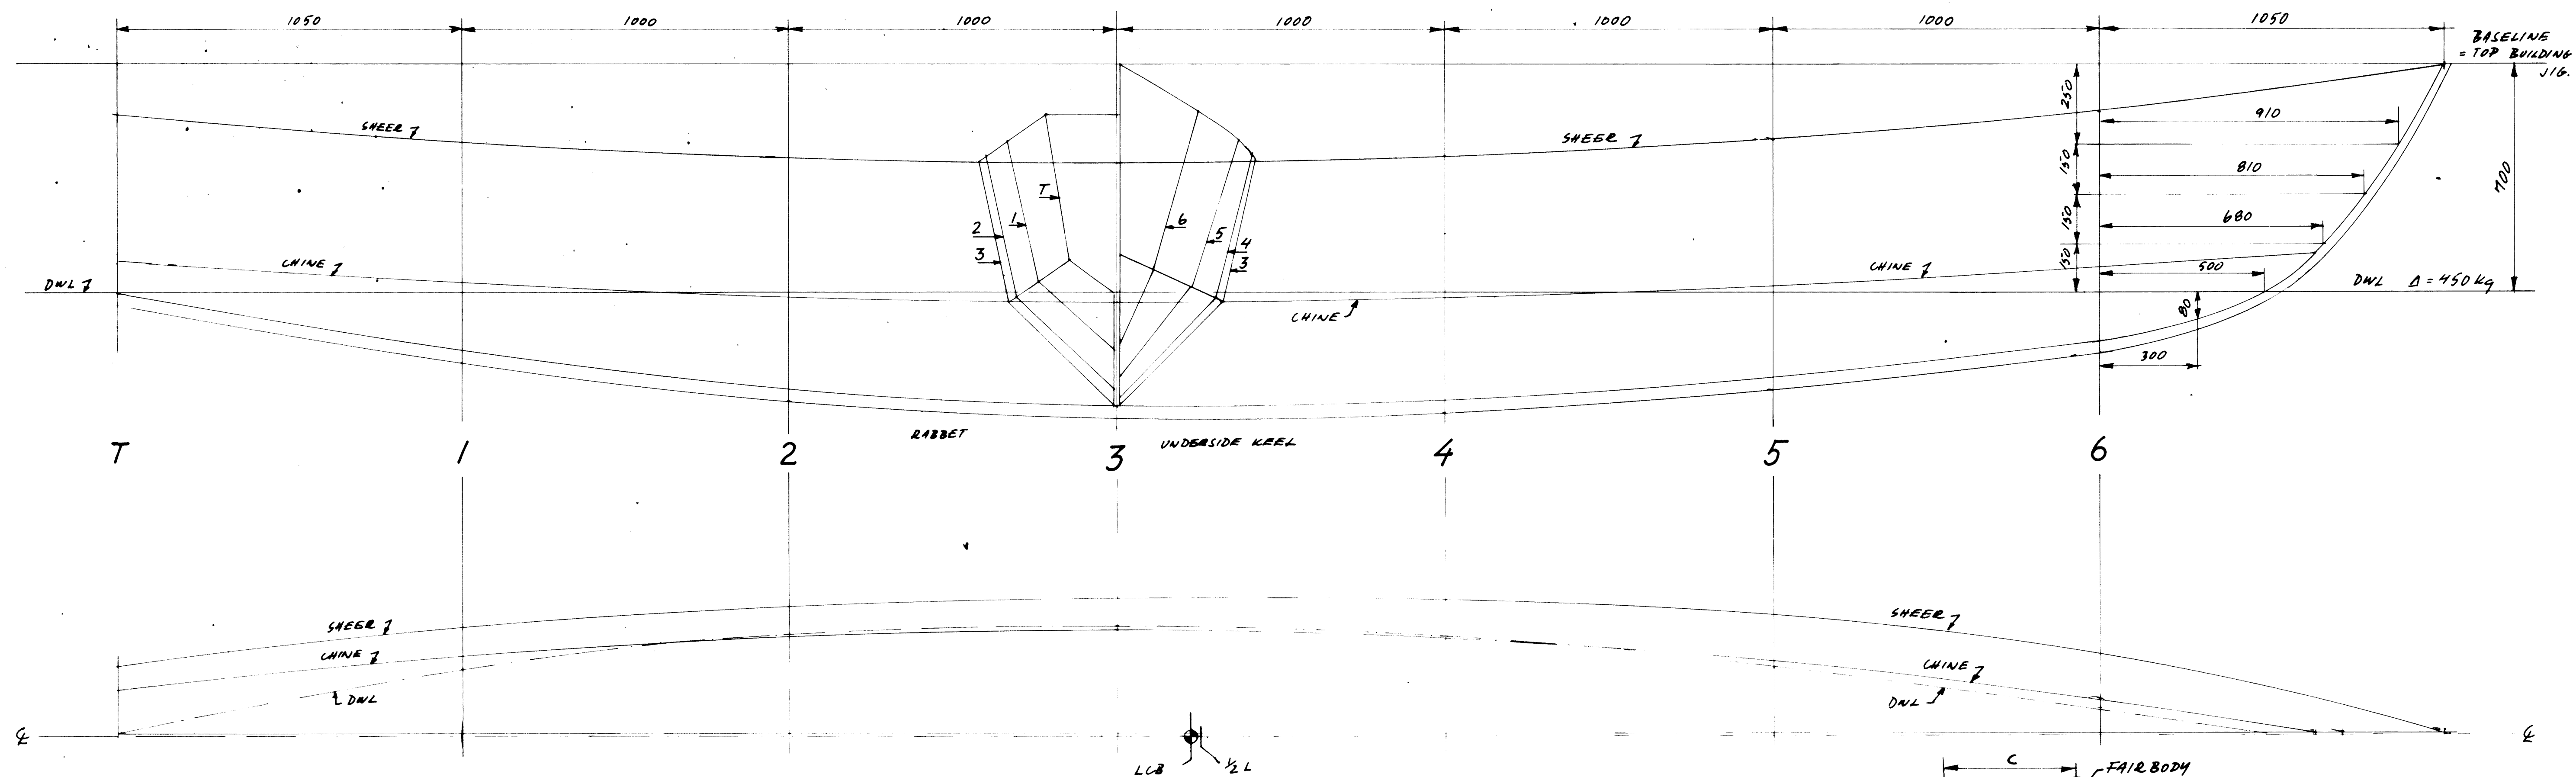 1050 1000 1000 1000 1000 1000 1050
BASELINE
= TOP BUILDING
JIG.
250
910
SHEER
SHEER
150
810
700
T
1
6
2
5
4
3
3
150
680
CHINE
CHINE
150
500
DWL
DWL Δ = 450 Kg
CHINE
80
300
RABBET
UNDERSIDE KEEL
T 1 2 3 4 5 6
SHEER
SHEER
CHINE
CHINE
DWL
DWL
℄ ℄
LCB
1/2 L
C
FAIRBODY